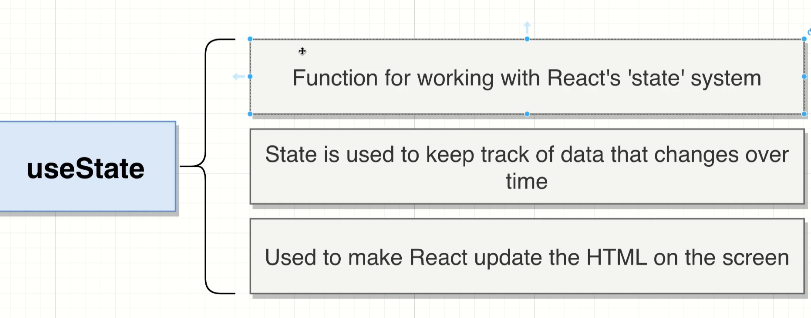 useState
Function for working with React's 'state' system
State is used to keep track of data that changes over
time
Used to make React update the HTML on the screen